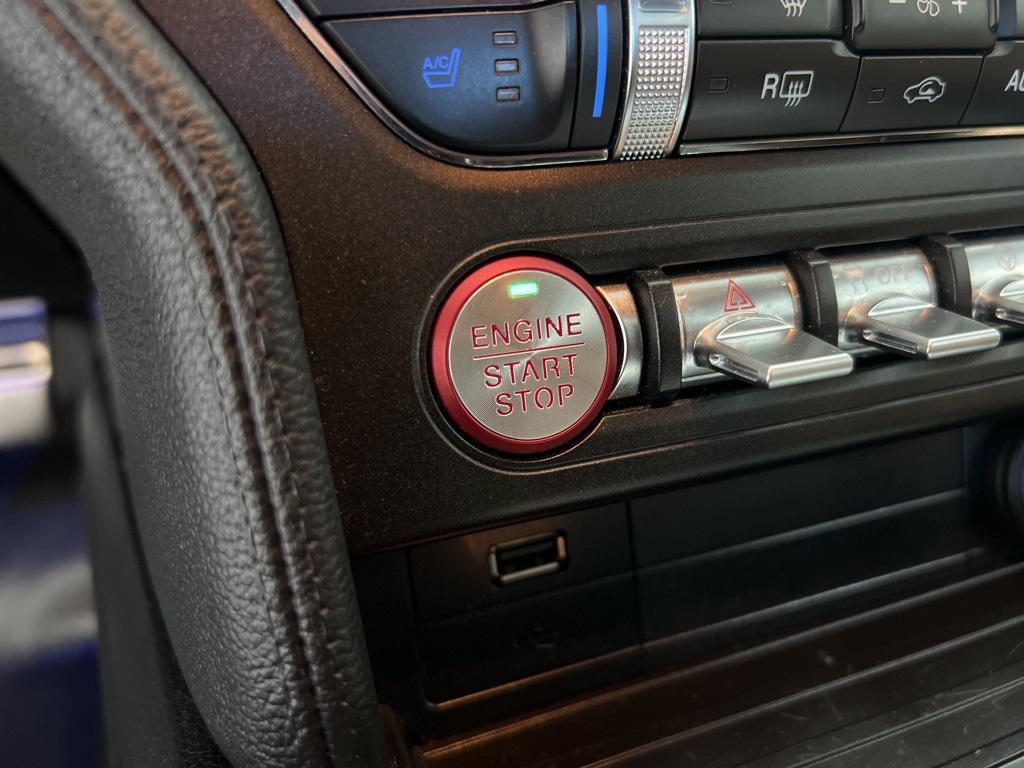 A/C
- +
R
ENGINE
START
STOP
OFF